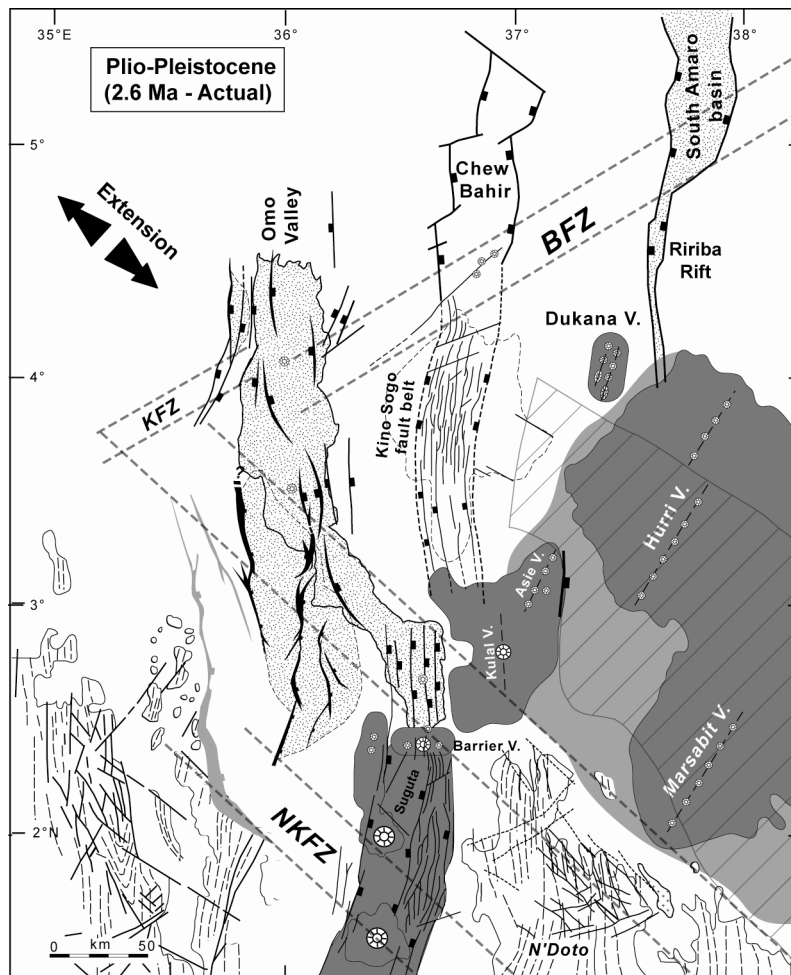 35°E
36°
37°
38°
Plio-Pleistocene
(2.6 Ma - Actual)
5°
Extension
Omo
Valley
Chew
Bahir
South Amaro
basin
BFZ
Ririba
Rift
Dukana V.
4°
KFZ
Kino Sogo
fault belt
?
Hurri V.
Asie V.
3°
Kulal V.
Marsabit V.
Barrier V.
Suguta
2°N
NKFZ
N'Doto
0 km 50